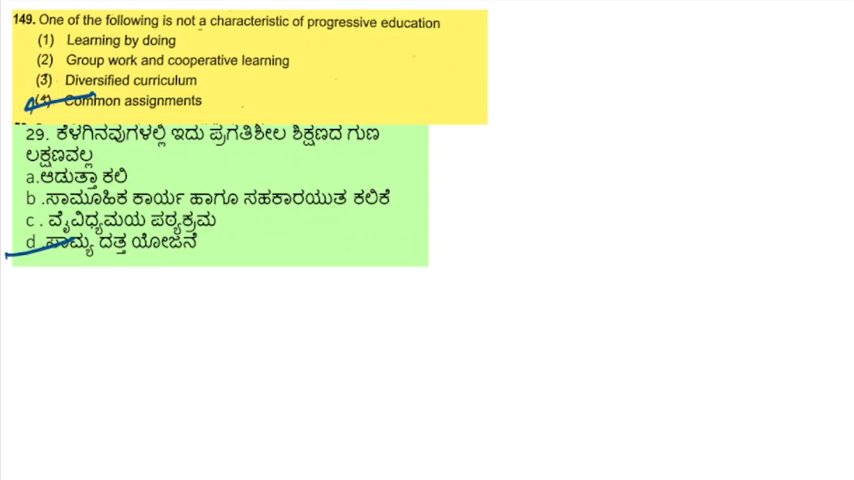 149. One of the following is not a characteristic of progressive education
(1) Learning by doing
(2) Group work and cooperative learning
(3) Diversified curriculum
Common assignments
29. ಕೆಳಗಿನವುಗಳಲ್ಲಿ ಇದು ಪ್ರಗತಿಶೀಲ ಶಿಕ್ಷಣದ ಗುಣ
ಲಕ್ಷಣವಲ್ಲ
a.ಆಡುತ್ತಾ ಕಲಿ
b .ಸಾಮೂಹಿಕ ಕಾರ್ಯ ಹಾಗೂ ಸಹಕಾರಯುತ ಕಲಿಕೆ
c . ವೈವಿಧ್ಯಮಯ ಪಠ್ಯಕ್ರಮ
d .ಸಾಮ್ಯ ದತ್ತ ಯೋಜನೆ